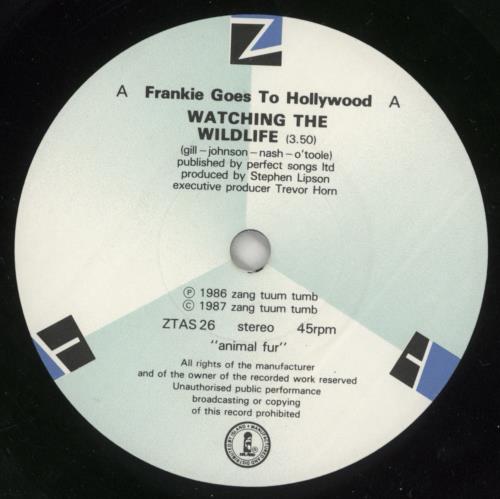 Z
A Frankie Goes To Hollywood A
WATCHING THE
WILDLIFE (3.50)
(gill – johnson – nash – o'toole)
published by perfect songs ltd
produced by Stephen Lipson
executive producer Trevor Horn
Ⓟ 1986 zang tuum tumb
© 1987 zang tuum tumb
ZTAS 26 stereo 45rpm
"animal fur"
All rights of the manufacturer
and of the owner of the recorded work reserved
Unauthorised public performance
broadcasting or copying
of this record prohibited